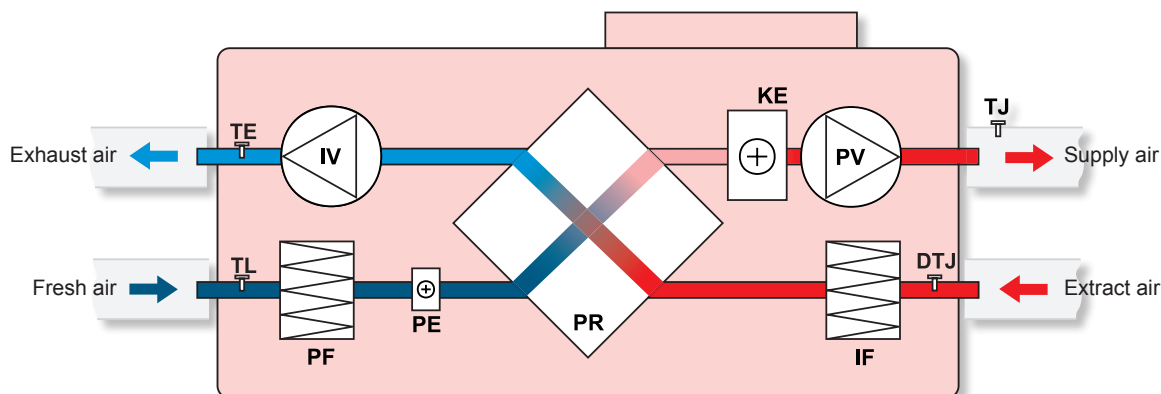 KE
TJ
TE
Exhaust air
IV
PV
Supply air
TL
DTJ
Fresh air
Extract air
PE
PR
PF
IF